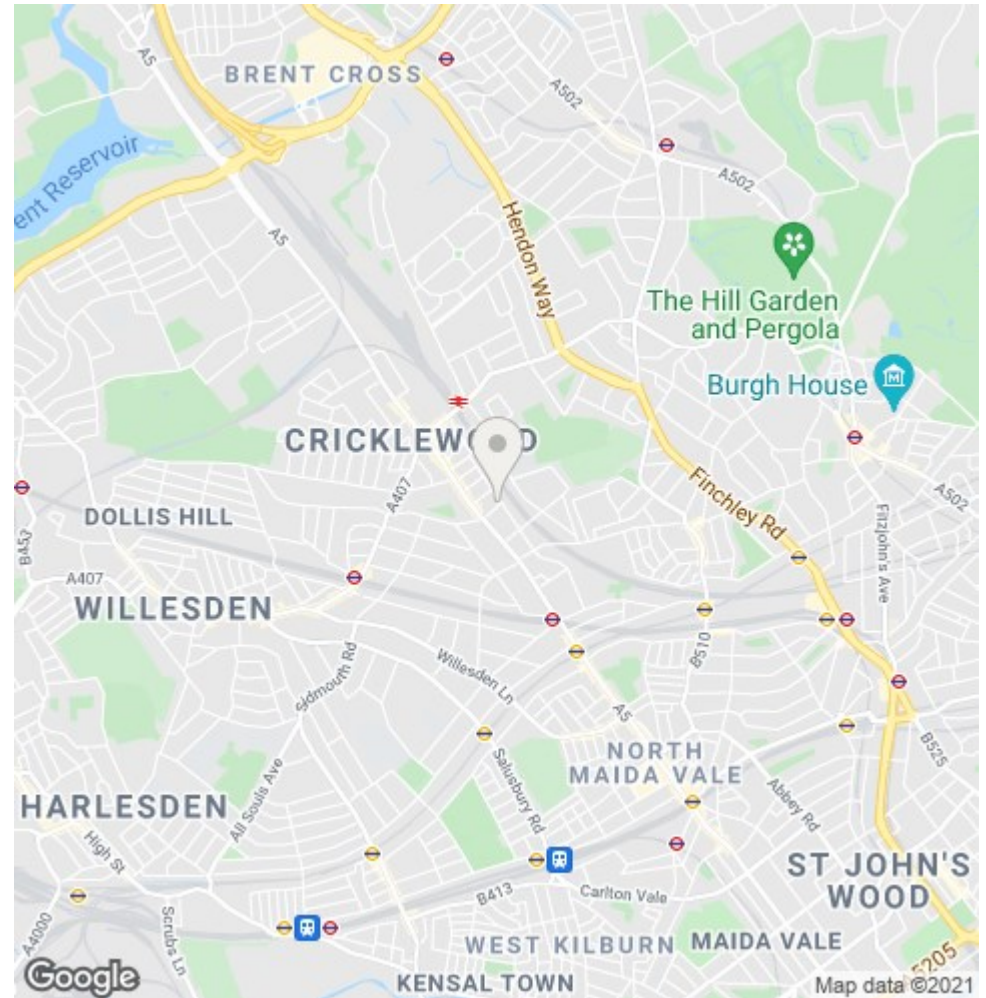 A5
BRENT CROSS
A502
A502
ent Reservoir
A5
Hendon Way
The Hill Garden
and Pergola
Burgh House
CRICKLEW D
A407
DOLLIS HILL
Finchley Rd
A502
Fitzjohn's Ave
A407
WILLESDEN
B510
Willesden Ln
Sidmouth Rd
A5
B525
NORTH
MAIDA VALE
Salusbury Rd
HARLESDEN
All Souls Ave
Abbey Rd
High St
ST JOHN'S
WOOD
B413
Carlton Vale
A4000
Scrubs Ln
WEST KILBURN
MAIDA VALE
5205
KENSAL TOWN
Google
Map data ©2021